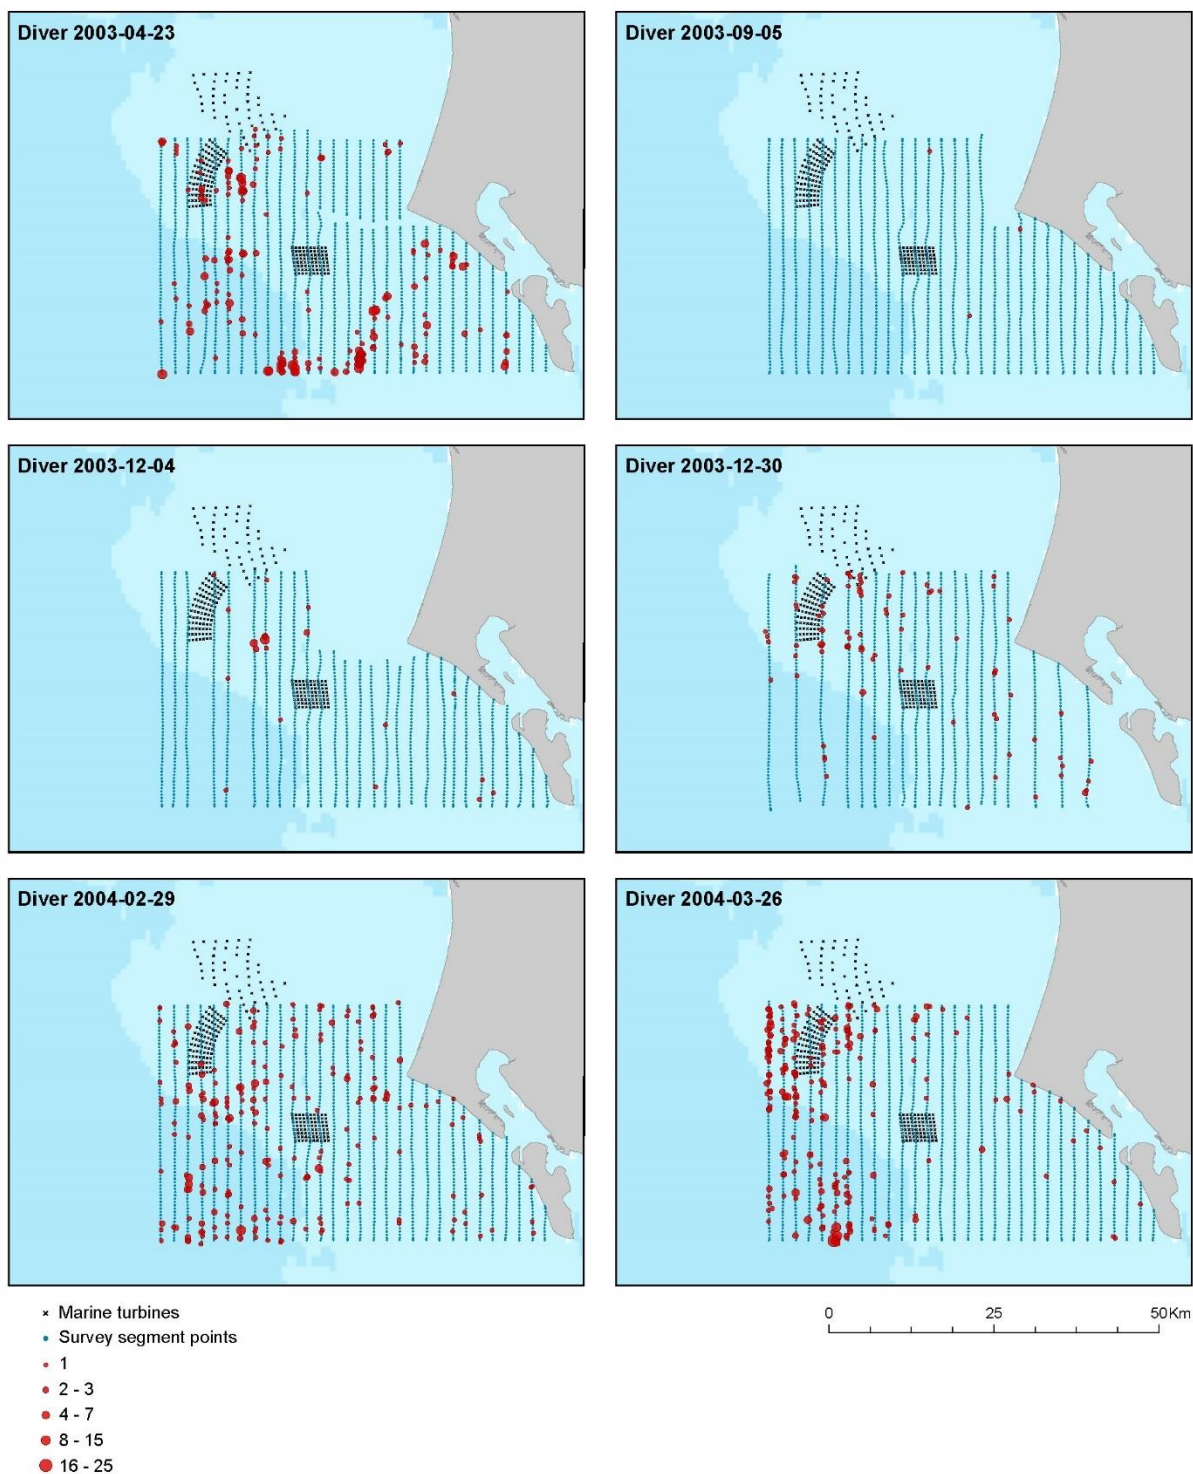 Diver 2003-04-23
Diver 2003-09-05
Diver 2003-12-04
Diver 2003-12-30
Diver 2004-02-29
Diver 2004-03-26
Marine turbines
Survey segment points
1
2 - 3
4 - 7
8 - 15
16 - 25
0 25 50Km